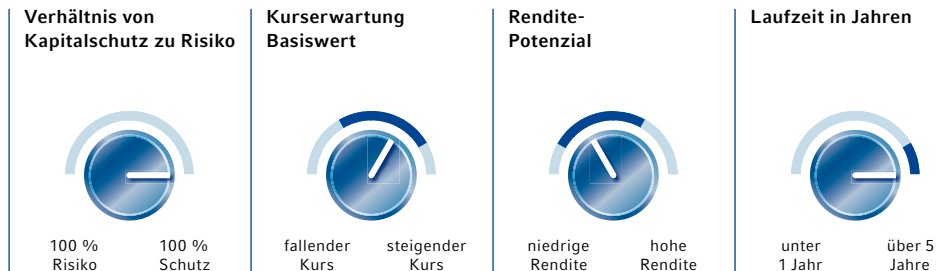 Verhältnis von
Kapitalschutz zu Risiko
100 %
Risiko
100 %
Schutz
Kurserwartung
Basiswert
fallender
Kurs
steigender
Kurs
Rendite-
Potenzial
niedrige
Rendite
hohe
Rendite
Laufzeit in Jahren
unter
1 Jahr
über 5
Jahre